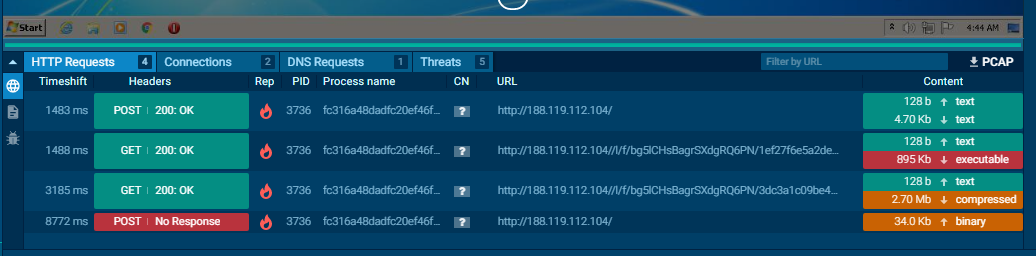 Start
4:44 AM
HTTP Requests 4 Connections 2 DNS Requests 1 Threats 5 Filter by URL PCAP
Timeshift Headers Rep PID Process name CN URL Content
1483 ms POST 200: OK 3736 fc316a48dadfc20ef46f... ? http://188.119.112.104/ 128 b ↑ text
4.70 Kb ↓ text
1488 ms GET 200: OK 3736 fc316a48dadfc20ef46f... ? http://188.119.112.104//l/f/bg5lCHsBagrSXdgRQ6PN/1ef27f6e5a2de... 128 b ↑ text
895 Kb ↓ executable
3185 ms GET 200: OK 3736 fc316a48dadfc20ef46f... ? http://188.119.112.104//l/f/bg5lCHsBagrSXdgRQ6PN/3dc3a1c09be4... 128 b ↑ text
2.70 Mb ↓ compressed
8772 ms POST No Response 3736 fc316a48dadfc20ef46f... ? http://188.119.112.104/ 34.0 Kb ↑ binary